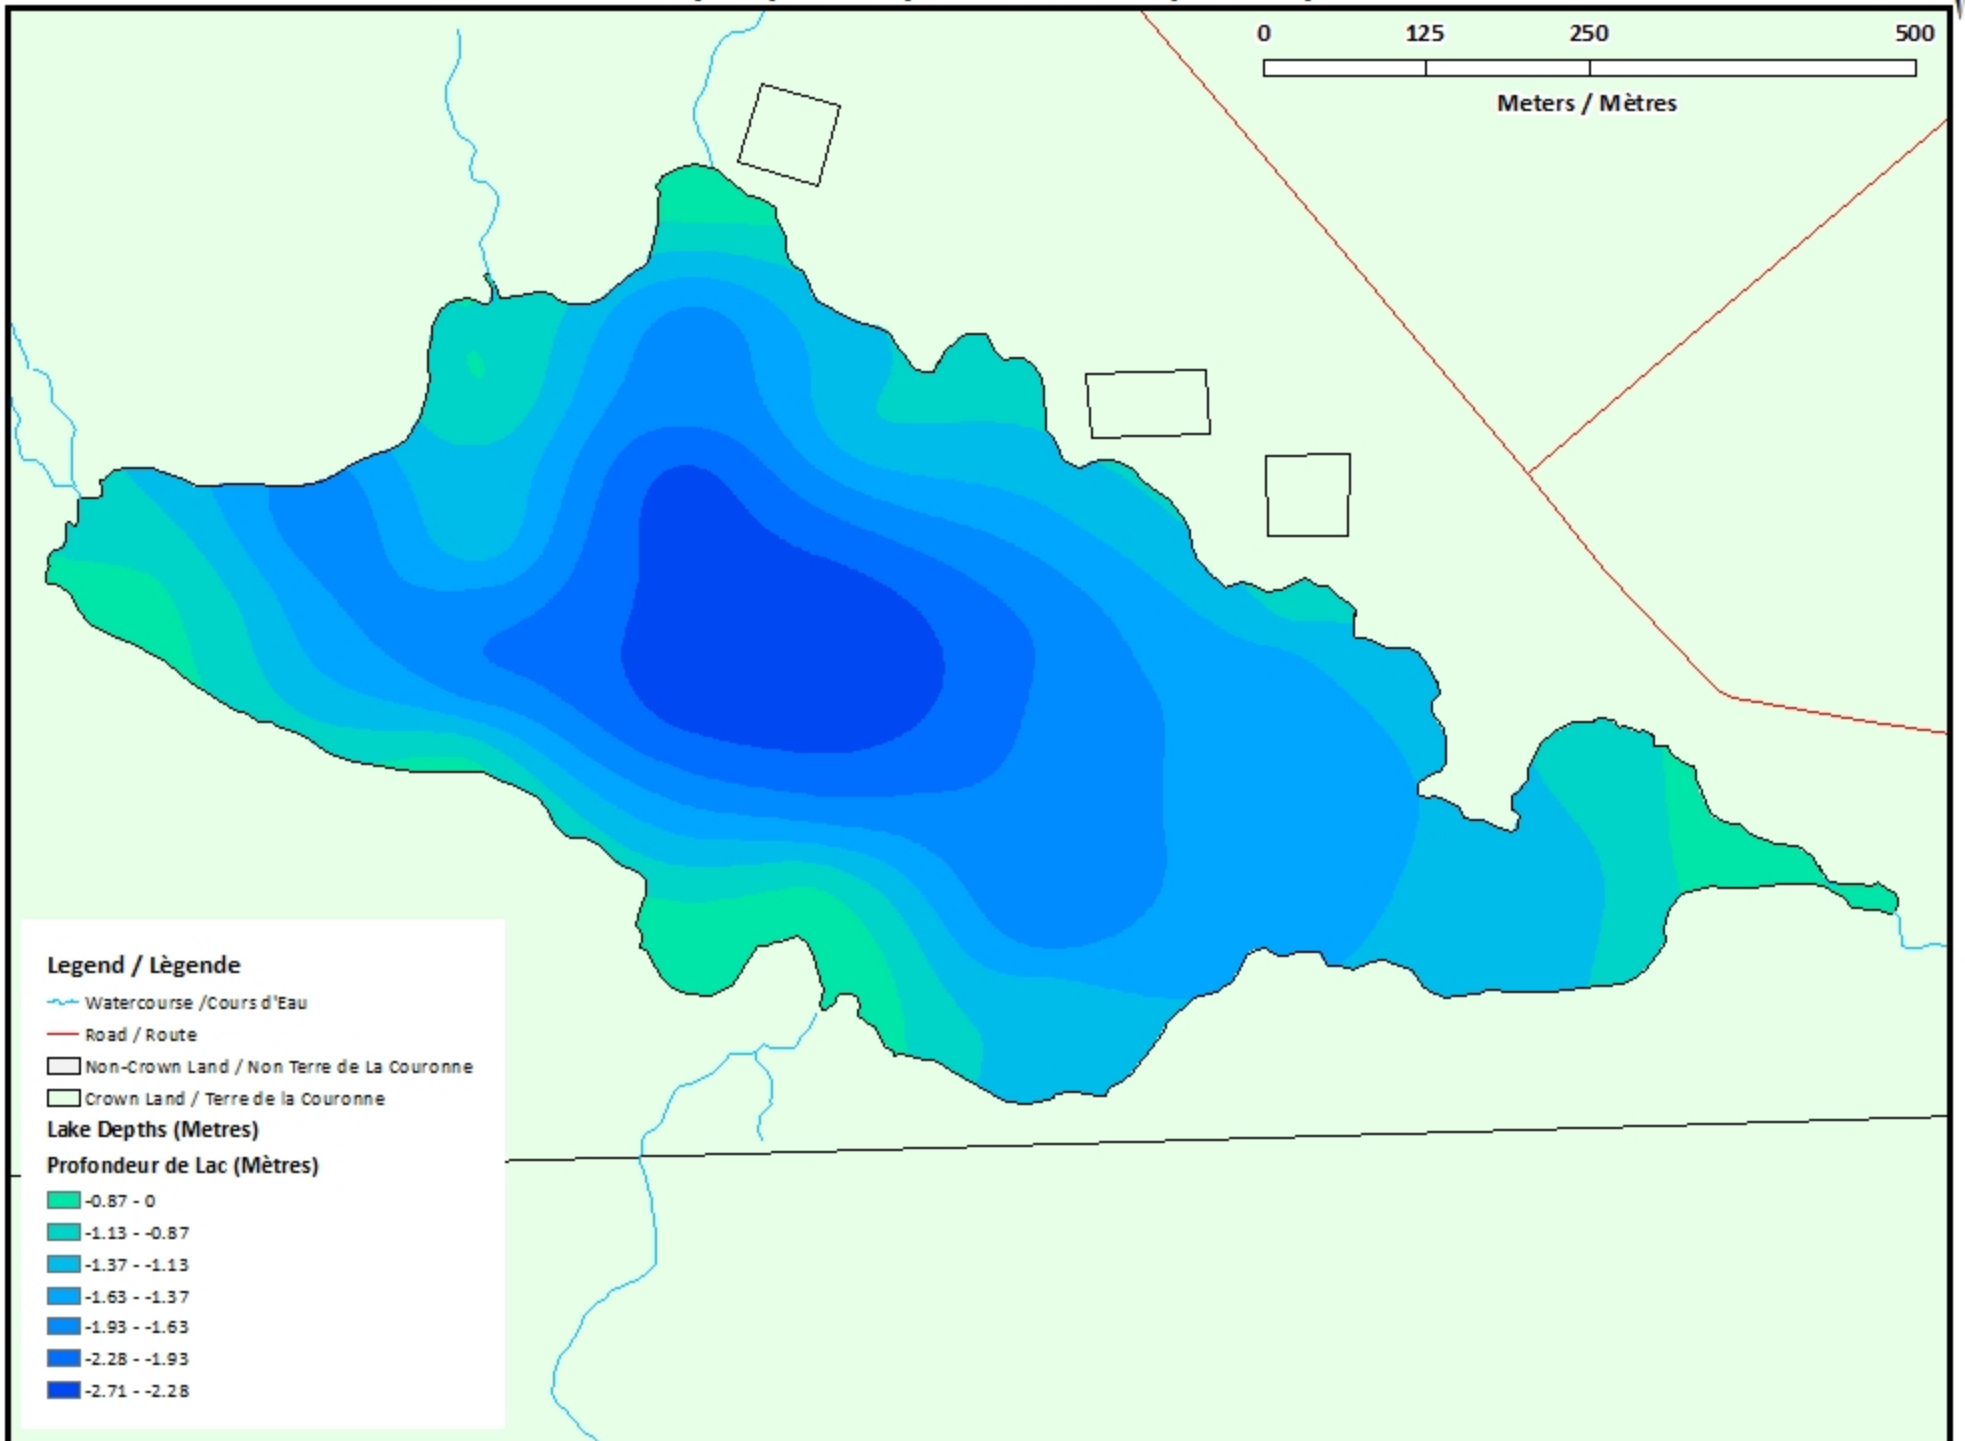 0 125 250 500
Meters / Mètres
Legend / Lègende
Watercourse /Cours d'Eau
Road / Route
Non-Crown Land / Non Terre de La Couronne
Crown Land / Terre de la Couronne
Lake Depths (Metres)
Profondeur de Lac (Mètres)
-0.87 - 0
-1.13 - -0.87
-1.37 - -1.13
-1.63 - -1.37
-1.93 - -1.63
-2.28 - -1.93
-2.71 - -2.28